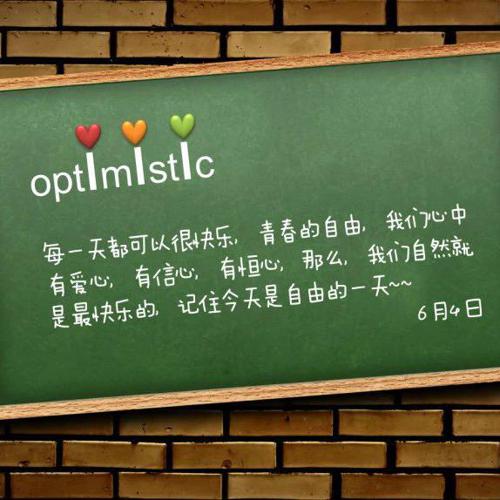 optImIstIc
每一天都可以很快乐, 青春的自由, 我们心中
有爱心, 有信心, 有恒心, 那么, 我们自然就
是最快乐的, 记住今天是自由的一天~~
6月4日